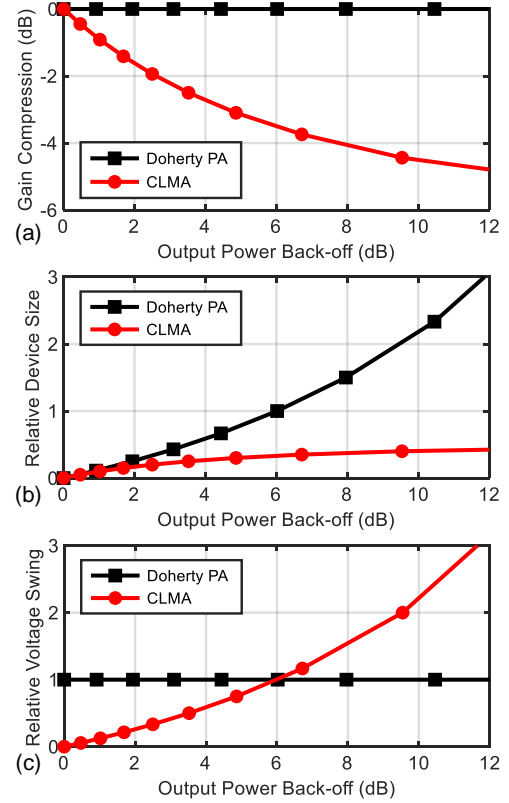 0
-2
-4
-6
Gain Compression (dB)
Doherty PA
CLMA
0 2 4 6 8 10 12
(a)
Output Power Back-off (dB)
3
2
1
0
Relative Device Size
Doherty PA
CLMA
0 2 4 6 8 10 12
(b)
Output Power Back-off (dB)
3
2
1
0
Relative Voltage Swing
Doherty PA
CLMA
0 2 4 6 8 10 12
(c)
Output Power Back-off (dB)